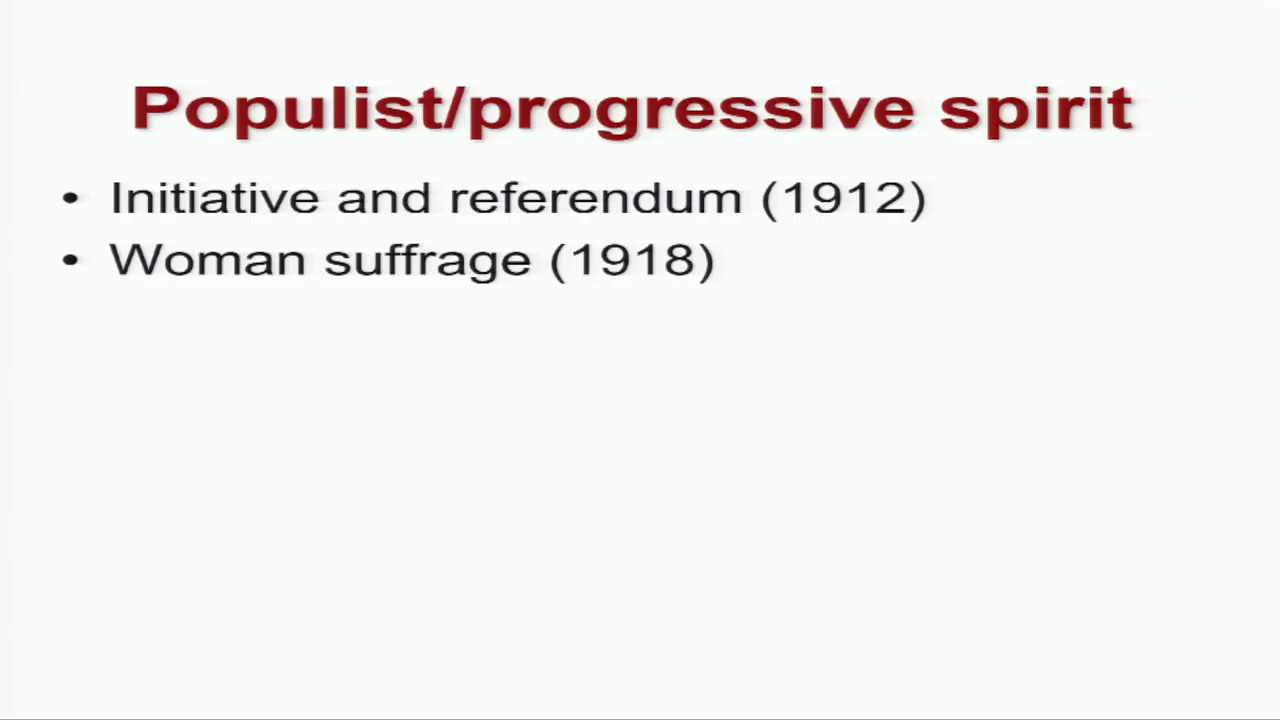 Populist/progressive spirit
• Initiative and referendum (1912)
• Woman suffrage (1918)